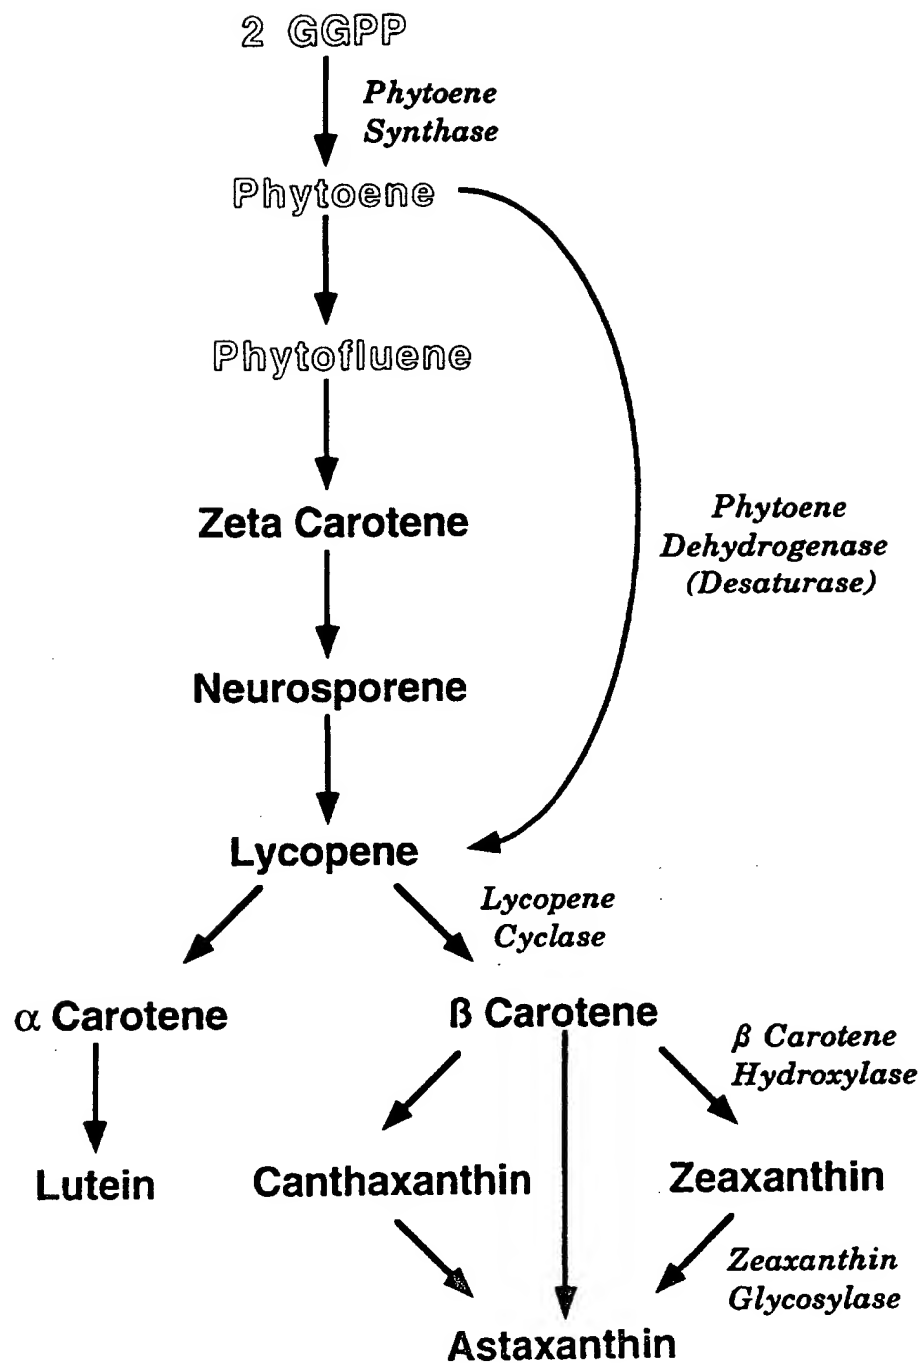 2 GGPP
Phytoene
Synthase
Phytoene
Phytofluene
Zeta Carotene
Phytoene
Dehydrogenase
(Desaturase)
Neurosporene
Lycopene
Lycopene
Cyclase
α Carotene
ß Carotene
β Carotene
Hydroxylase
Lutein
Canthaxanthin
Zeaxanthin
Zeaxanthin
Glycosylase
Astaxanthin